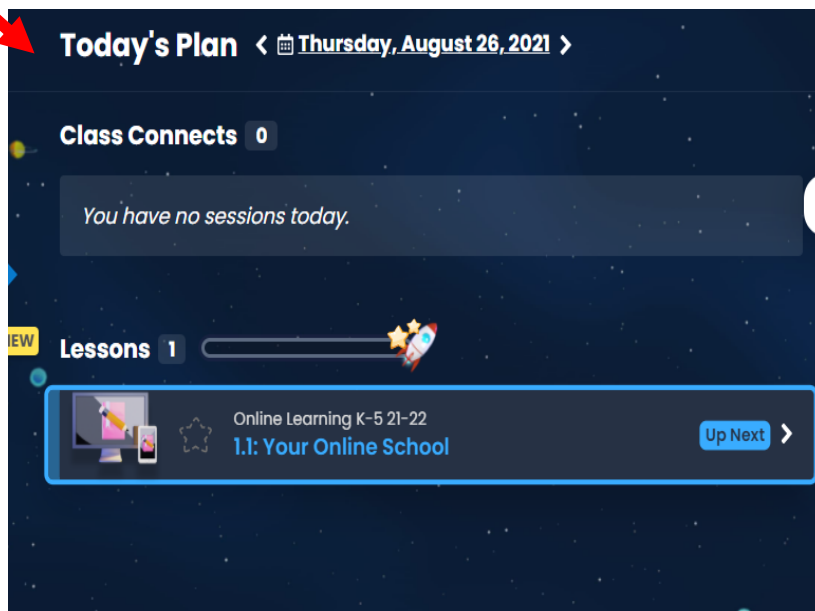 Today's Plan < Thursday, August 26, 2021 >
Class Connects 0
You have no sessions today.
Lessons 1
Online Learning K-5 21-22
1.1: Your Online School
Up Next